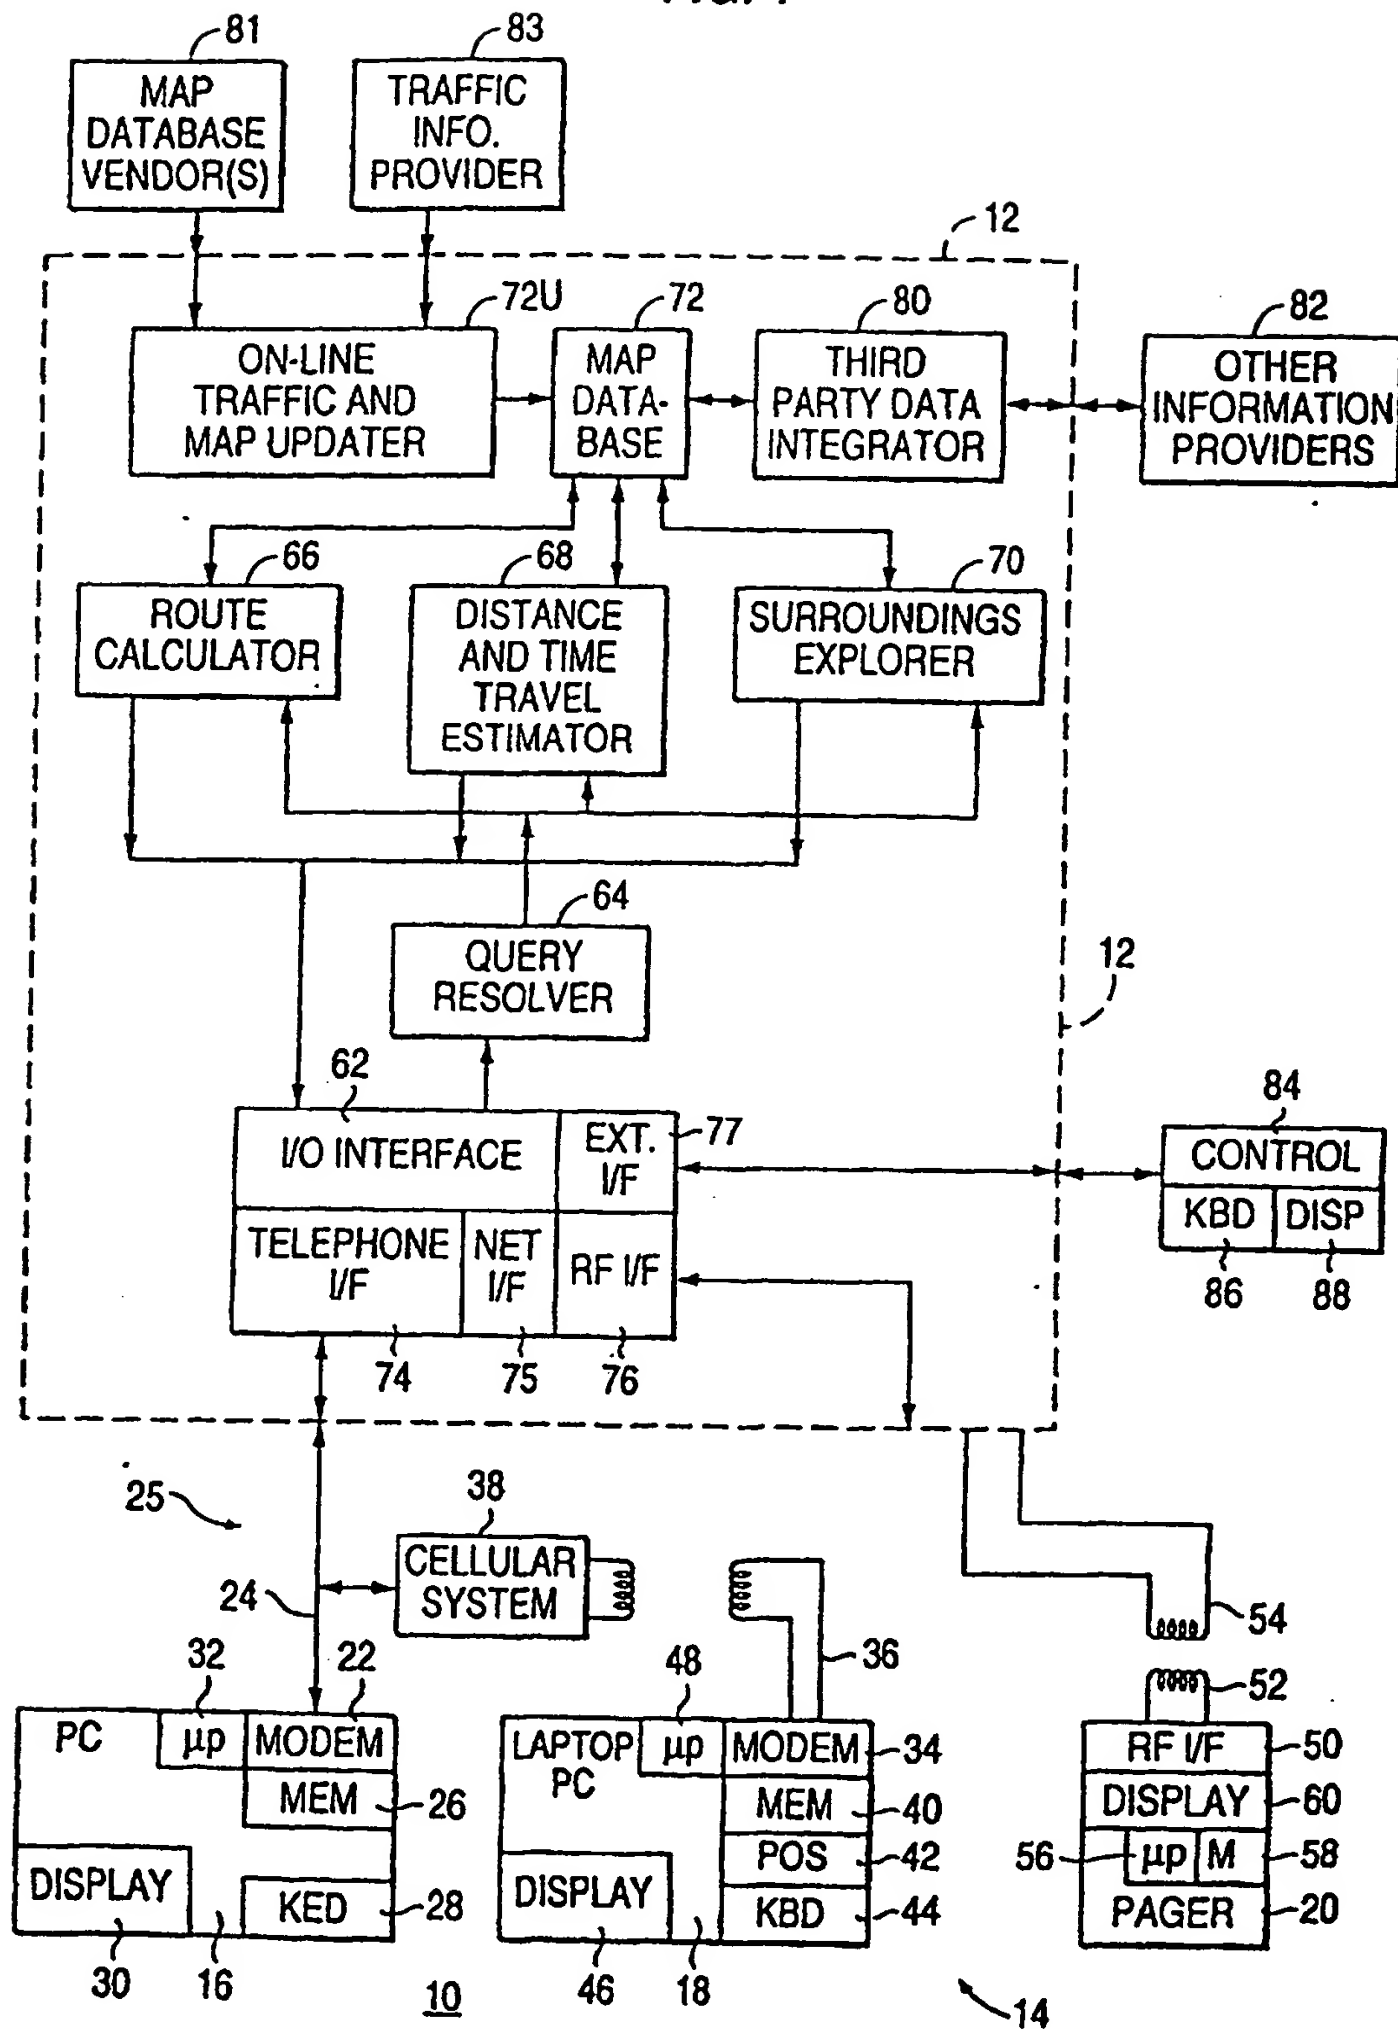 81
83
MAP
DATABASE
VENDOR(S)
TRAFFIC
INFO.
PROVIDER
12
72U
72
80
82
ON-LINE
TRAFFIC AND
MAP UPDATER
MAP
DATA-
BASE
THIRD
PARTY DATA
INTEGRATOR
OTHER
INFORMATION
PROVIDERS
66
68
70
ROUTE
CALCULATOR
DISTANCE
AND TIME
TRAVEL
ESTIMATOR
SURROUNDINGS
EXPLORER
64
QUERY
RESOLVER
12
62
77
84
I/O INTERFACE
EXT.
I/F
CONTROL
KBD
DISP
86
88
TELEPHONE
I/F
NET
I/F
RF I/F
74
75
76
25
38
CELLULAR
SYSTEM
24
54
36
52
32
22
48
PC
µp
MODEM
MEM
26
DISPLAY
KED
28
30
16
LAPTOP
PC
µp
MODEM
34
MEM
40
POS
42
DISPLAY
KBD
44
46
18
RF I/F
50
DISPLAY
60
56
µp
M
58
PAGER
20
10
14